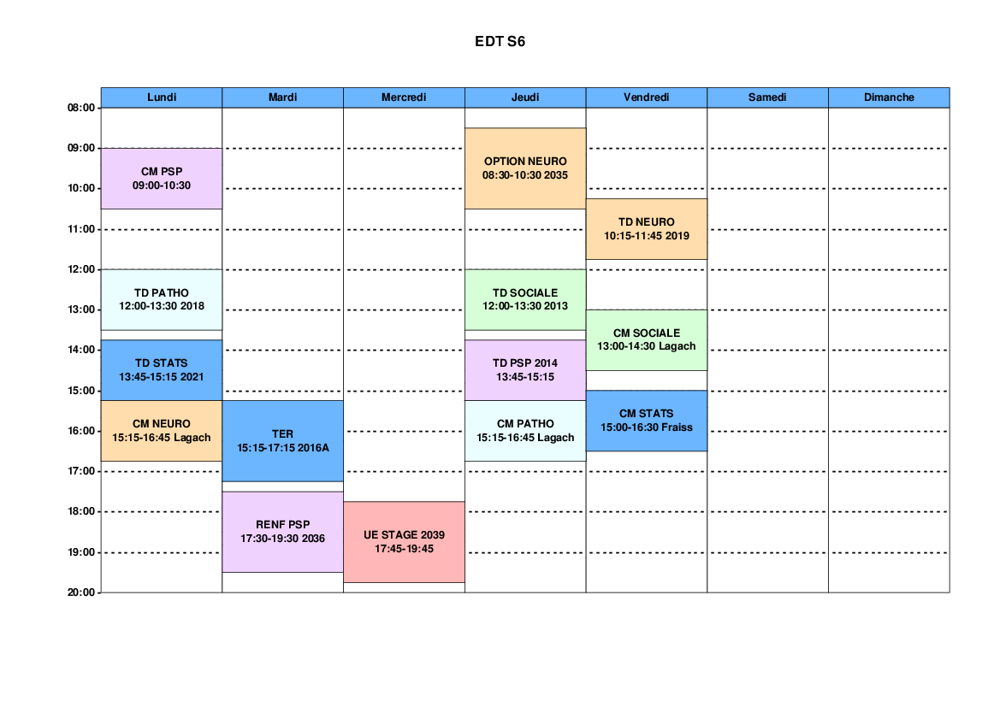 EDT S6
Lundi
Mardi
Mercredi
Jeudi
Vendredi
Samedi
Dimanche
08:00
09:00
10:00
11:00
12:00
13:00
14:00
15:00
16:00
17:00
18:00
19:00
20:00
CM PSP
09:00-10:30
TD PATHO
12:00-13:30 2018
TD STATS
13:45-15:15 2021
CM NEURO
15:15-16:45 Lagach
TER
15:15-17:15 2016A
RENF PSP
17:30-19:30 2036
UE STAGE 2039
17:45-19:45
OPTION NEURO
08:30-10:30 2035
TD SOCIALE
12:00-13:30 2013
TD PSP 2014
13:45-15:15
CM PATHO
15:15-16:45 Lagach
TD NEURO
10:15-11:45 2019
CM SOCIALE
13:00-14:30 Lagach
CM STATS
15:00-16:30 Fraiss